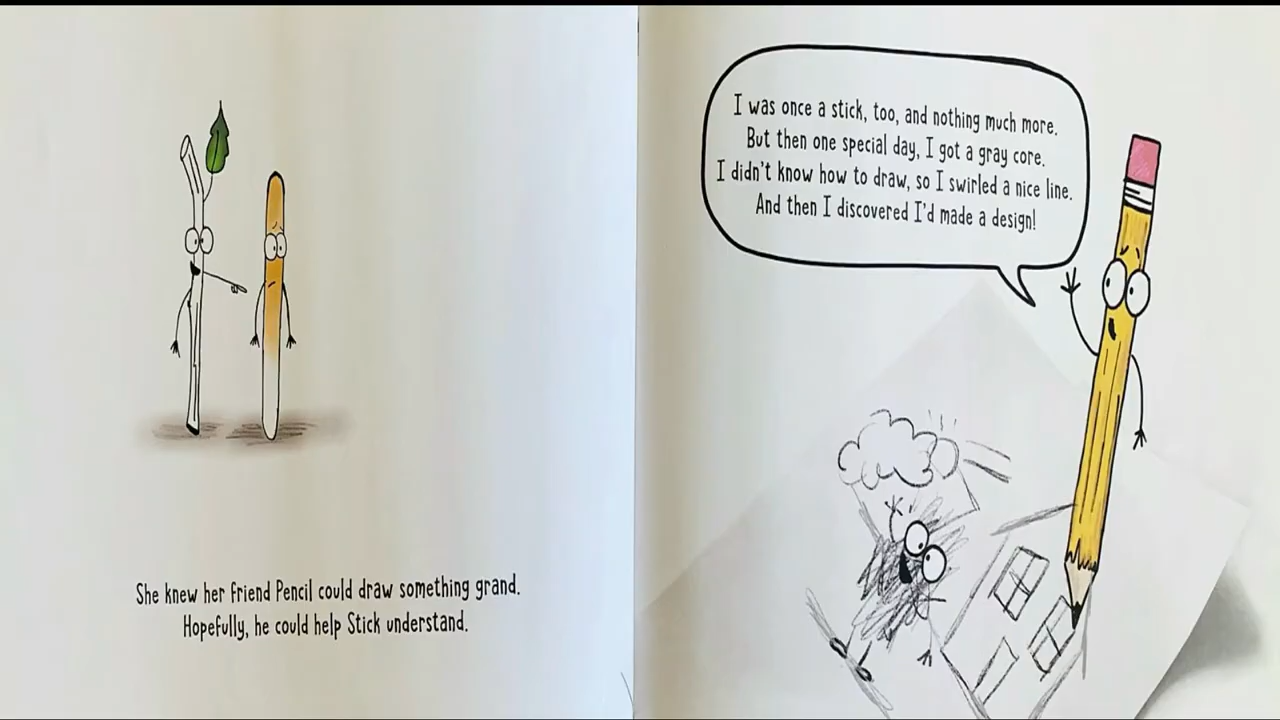 She knew her friend Pencil could draw something grand.
Hopefully, he could help Stick understand.
I was once a stick, too, and nothing much more.
But then one special day, I got a gray core.
I didn't know how to draw, so I swirled a nice line.
And then I discovered I'd made a design!